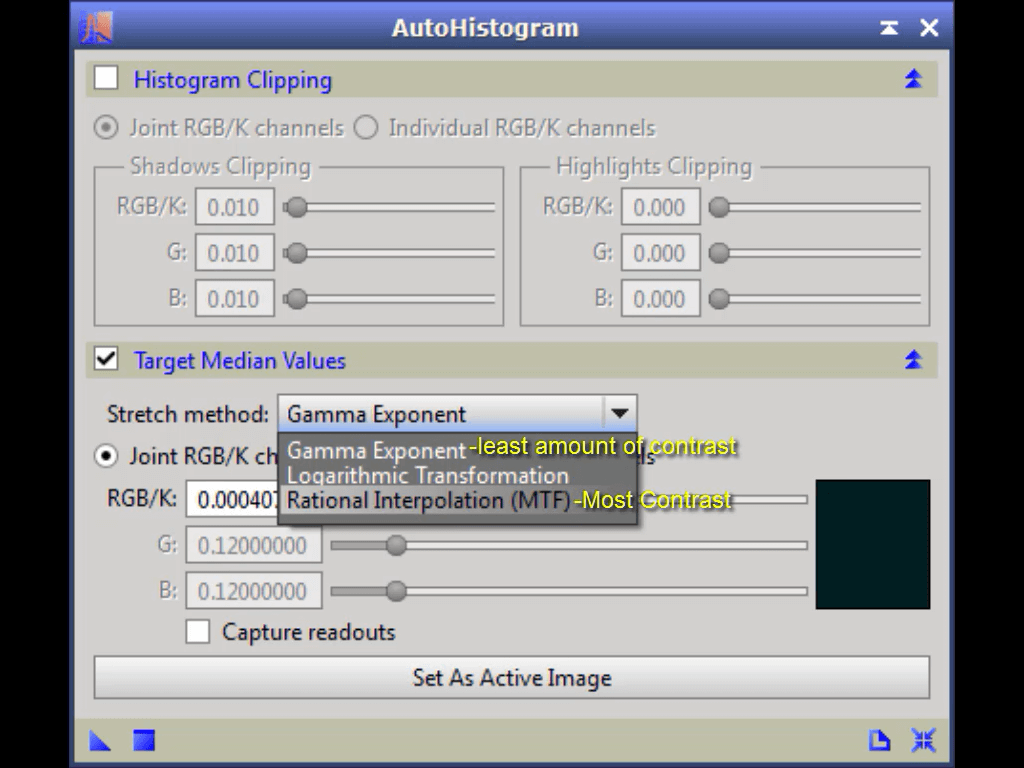 AutoHistogram
Histogram Clipping
Joint RGB/K channels Individual RGB/K channels
Shadows Clipping Highlights Clipping
RGB/K: 0.010 RGB/K: 0.000
G: 0.010 G: 0.000
B: 0.010 B: 0.000
Target Median Values
Stretch method: Gamma Exponent
Gamma Exponent -least amount of contrast
Joint RGB/K ch
Logarithmic Transformation
Rational Interpolation (MTF) -Most Contrast
RGB/K: 0.000407
G: 0.12000000
B: 0.12000000
Capture readouts
Set As Active Image